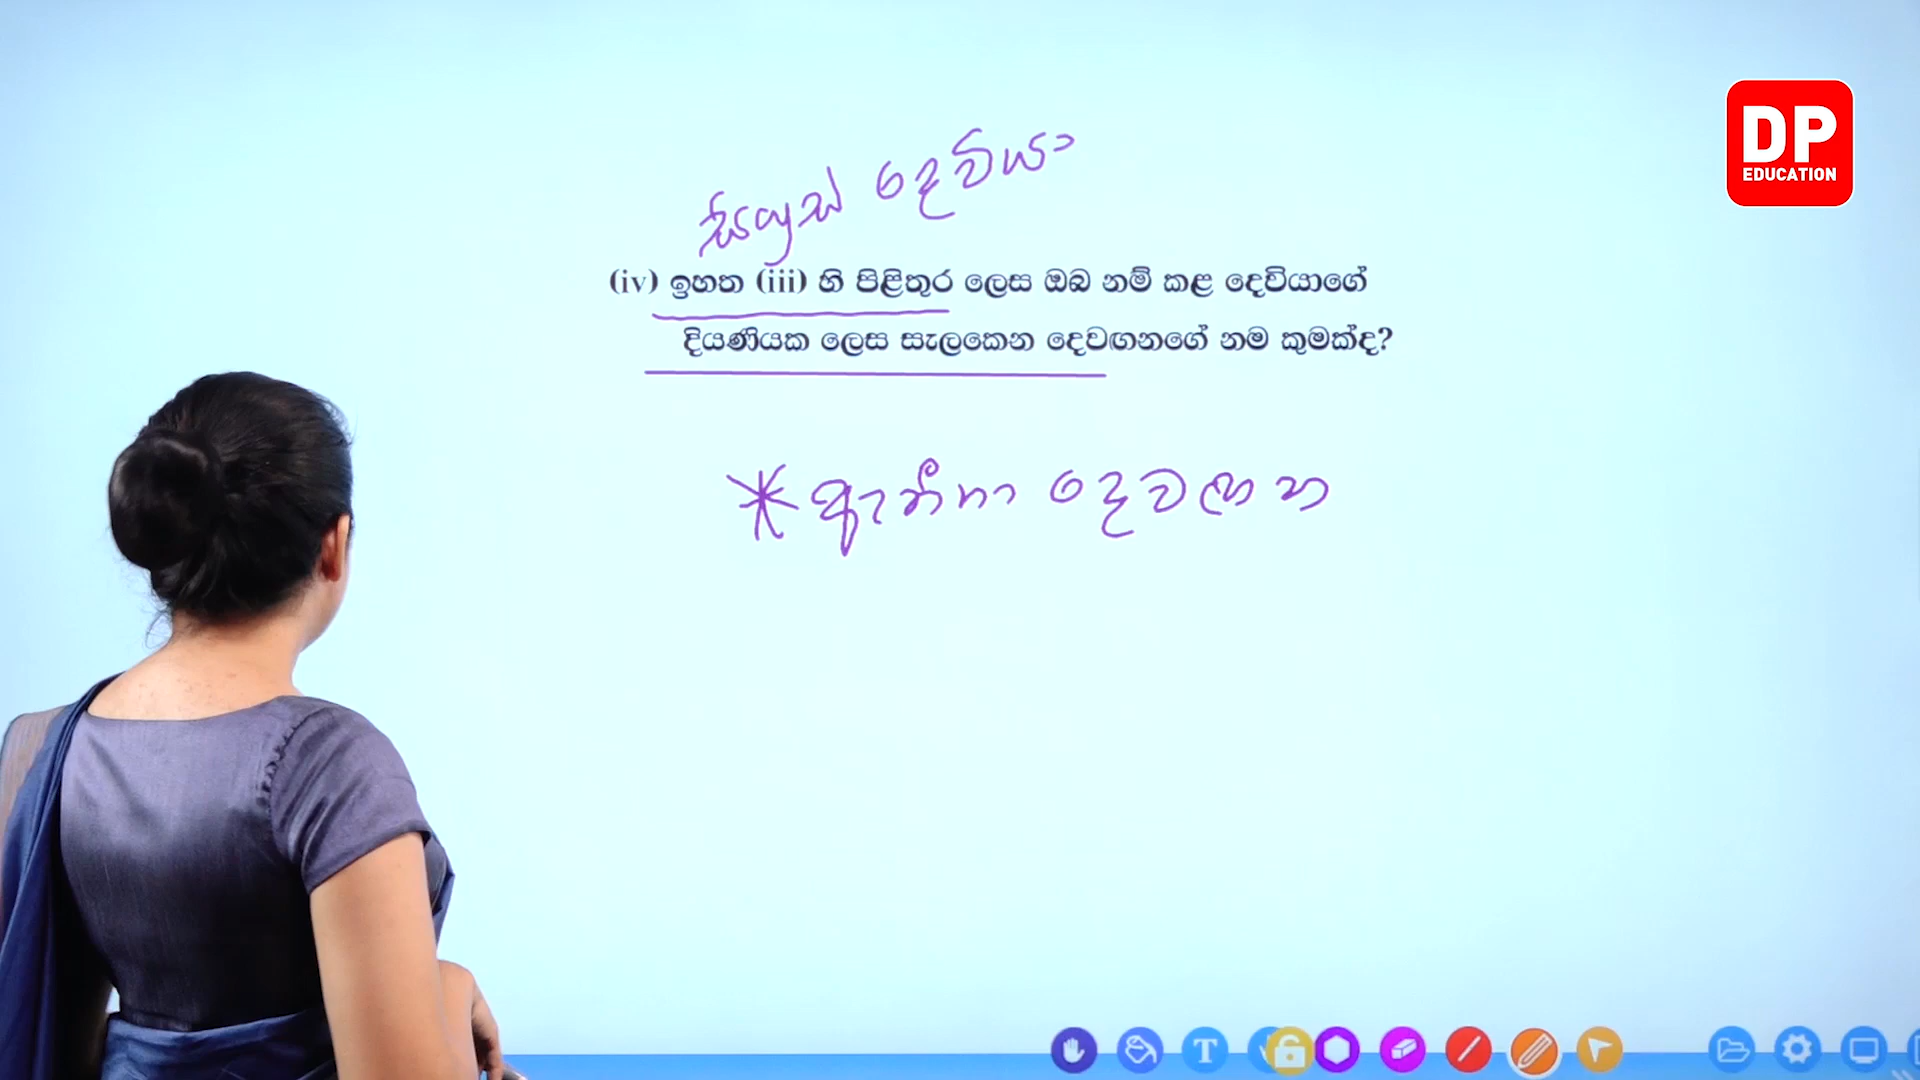 DP
EDUCATION
සියුස් දෙවියා
(iv) ඉහත (iii) හි පිළිතුර ලෙස ඔබ නම් කළ දෙවියාගේ
දියණියක ලෙස සැලකෙන දෙවඟනගේ නම කුමක්ද?
* ඇතීනා දෙවඟන
T